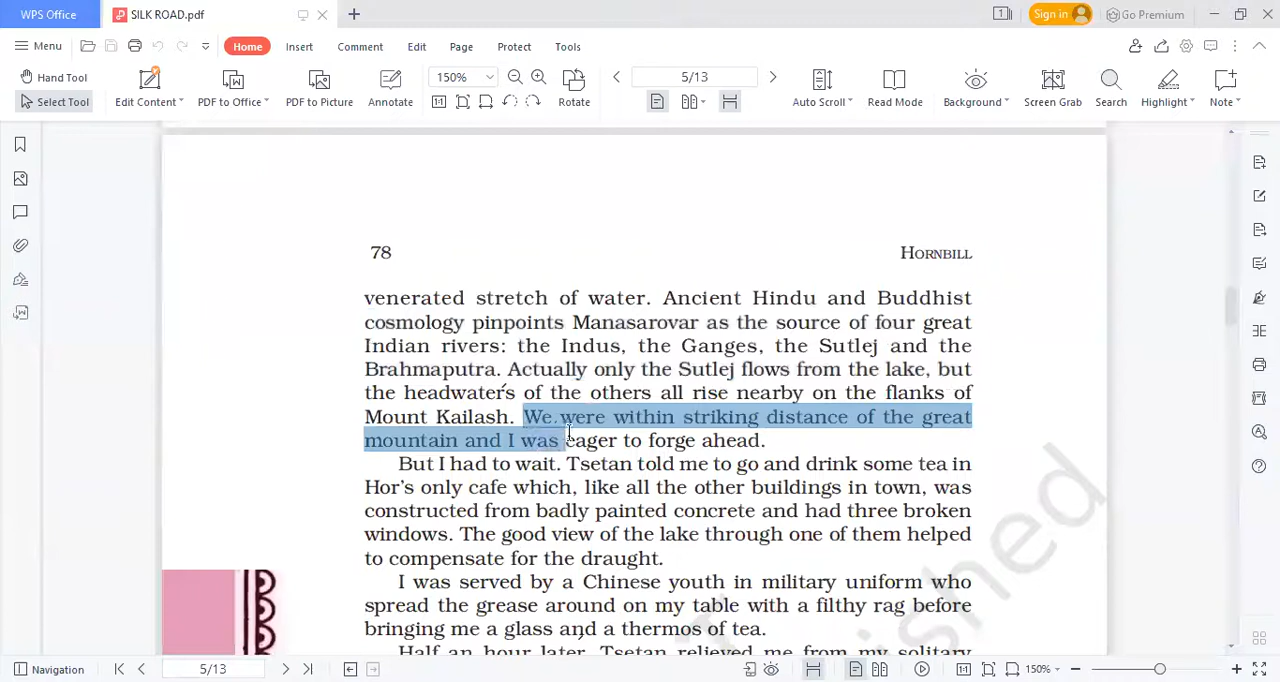 WPS Office
SILK ROAD.pdf
Sign in
Go Premium
Menu
Home
Insert
Comment
Edit
Page
Protect
Tools
Hand Tool
Select Tool
Edit Content
PDF to Office
PDF to Picture
Annotate
150%
Rotate
5/13
Auto Scroll
Read Mode
Background
Screen Grab
Search
Highlight
Note
78
HORNBILL
venerated stretch of water. Ancient Hindu and Buddhist
cosmology pinpoints Manasarovar as the source of four great
Indian rivers: the Indus, the Ganges, the Sutlej and the
Brahmaputra. Actually only the Sutlej flows from the lake, but
the headwaters of the others all rise nearby on the flanks of
Mount Kailash. We were within striking distance of the great
mountain and I was eager to forge ahead.
But I had to wait. Tsetan told me to go and drink some tea in
Hor's only cafe which, like all the other buildings in town, was
constructed from badly painted concrete and had three broken
windows. The good view of the lake through one of them helped
to compensate for the draught.
I was served by a Chinese youth in military uniform who
spread the grease around on my table with a filthy rag before
bringing me a glass and a thermos of tea.
Half an hour later, Tsetan relieved me from my solitary
Navigation
5/13
150%